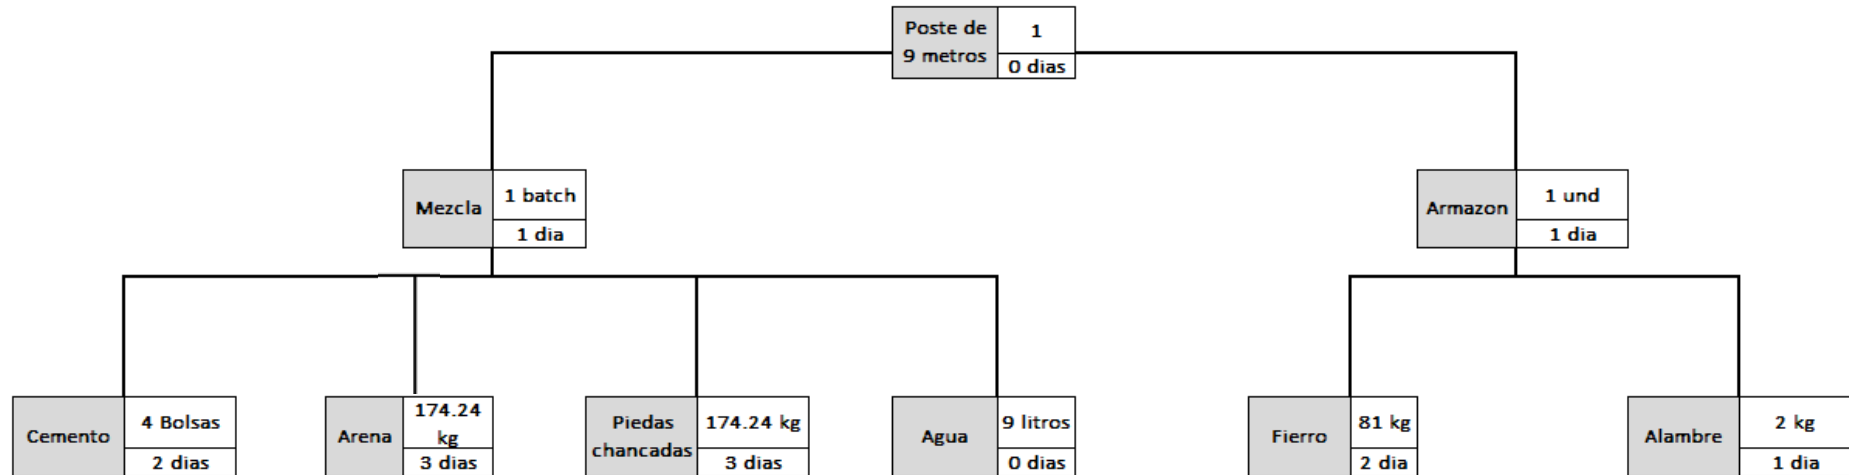 Poste de
9 metros
1
0 dias
Mezcla
1 batch
1 dia
Armazon
1 und
1 dia
Cemento
4 Bolsas
2 dias
Arena
174.24
kg
3 dias
Piedas
chancadas
174.24 kg
3 dias
Agua
9 litros
0 dias
Fierro
81 kg
2 dia
Alambre
2 kg
1 dia